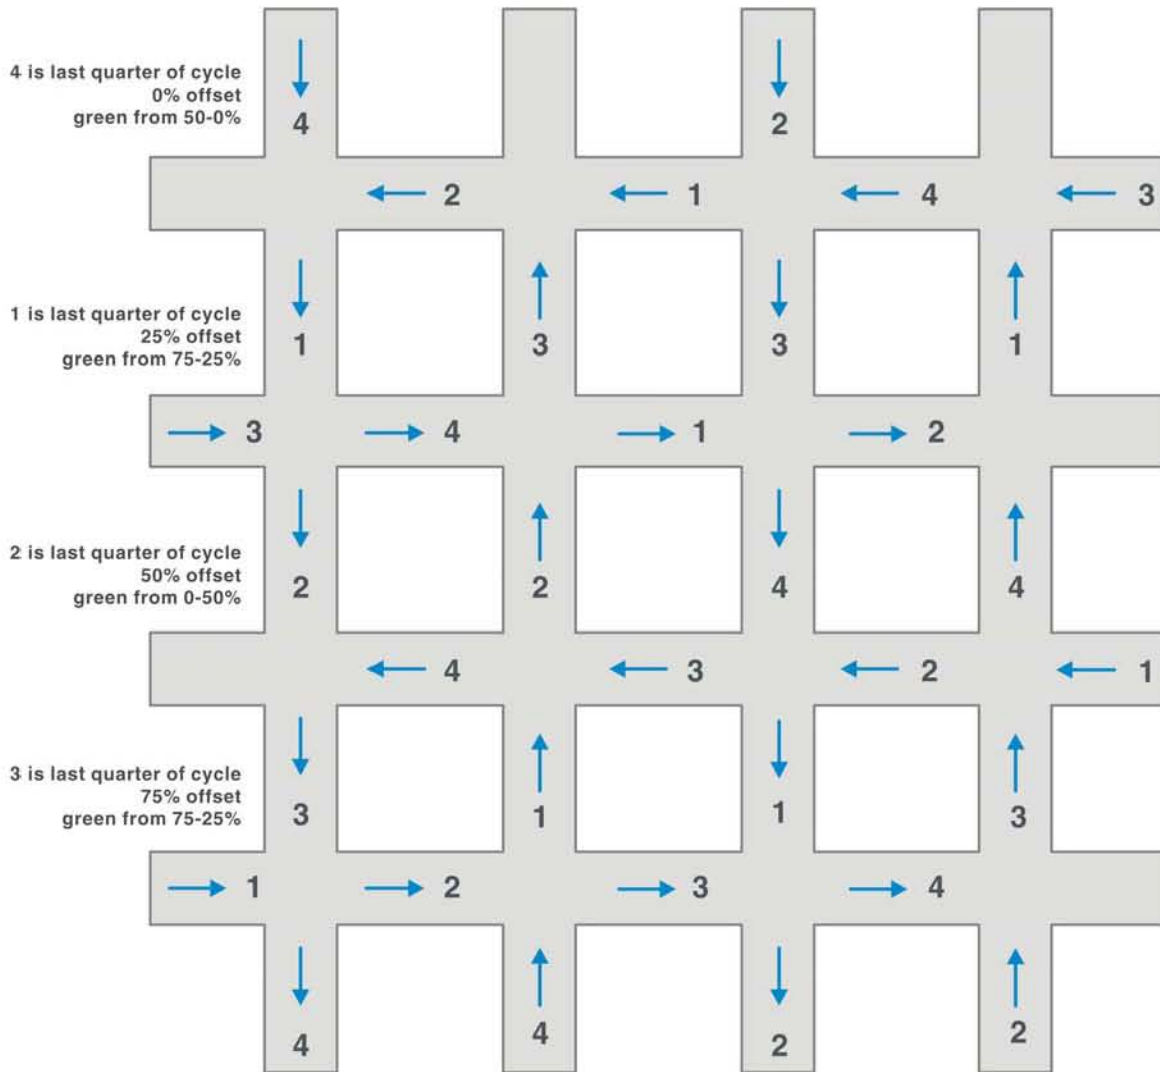 4 is last quarter of cycle
0% offset
green from 50-0%
4
2
2
1
4
3
1 is last quarter of cycle
25% offset
green from 75-25%
1
3
3
1
3
4
1
2
2 is last quarter of cycle
50% offset
green from 0-50%
2
2
4
4
4
3
2
1
3 is last quarter of cycle
75% offset
green from 75-25%
3
1
1
3
1
2
3
4
4
4
2
2